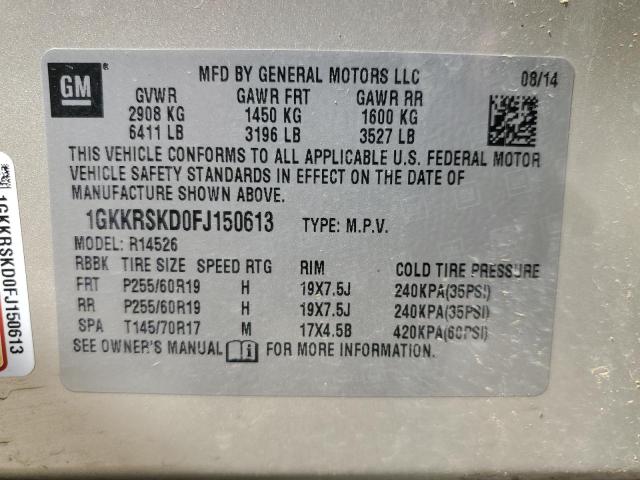 GM ®
MFD BY GENERAL MOTORS LLC 08/14
GVWR GAWR FRT GAWR RR
2908 KG 1450 KG 1600 KG
6411 LB 3196 LB 3527 LB
THIS VEHICLE CONFORMS TO ALL APPLICABLE U.S. FEDERAL MOTOR
VEHICLE SAFETY STANDARDS IN EFFECT ON THE DATE OF
MANUFACTURE SHOWN ABOVE.
1GKKRSKD0FJ150613 TYPE: M.P.V.
MODEL: R14526
RBBK TIRE SIZE SPEED RTG RIM COLD TIRE PRESSURE
FRT P255/60R19 H 19X7.5J 240KPA(35PSI)
RR P255/60R19 H 19X7.5J 240KPA(35PSI)
SPA T145/70R17 M 17X4.5B 420KPA(60PSI)
SEE OWNER'S MANUAL FOR MORE INFORMATION.
1GKKRSKD0FJ150613